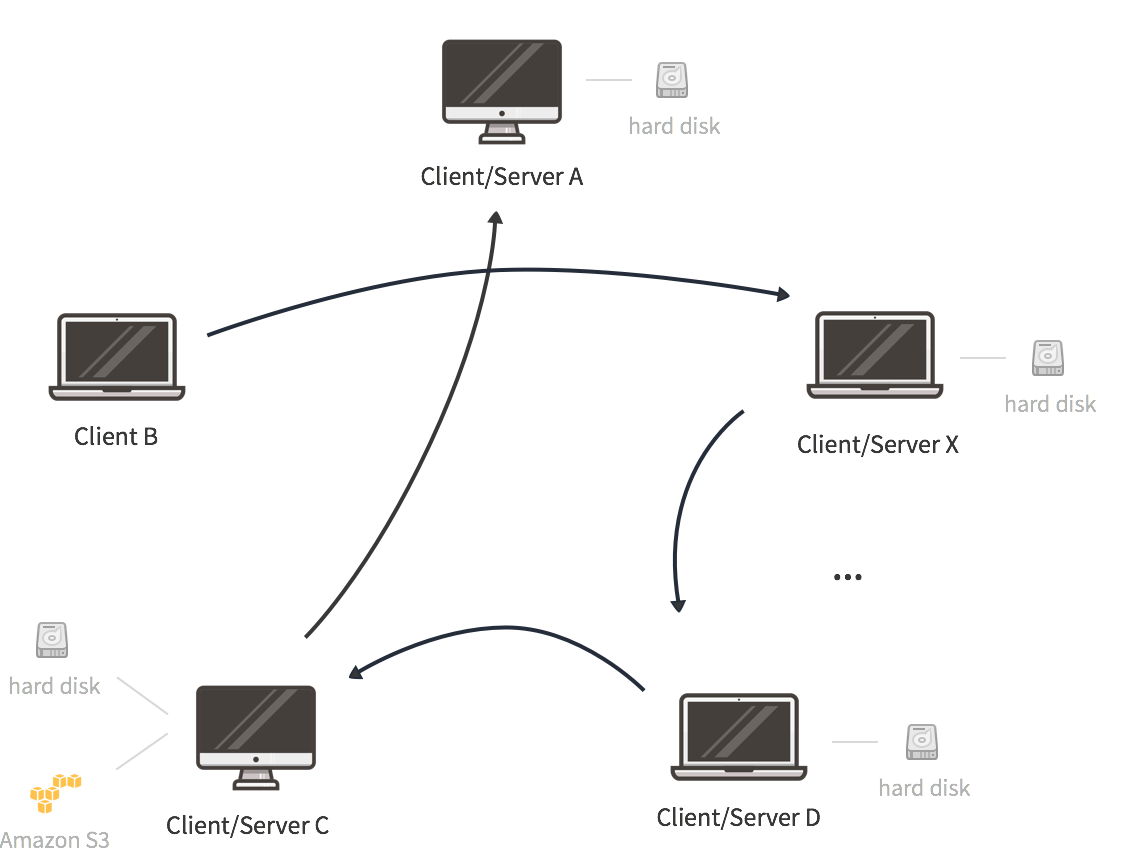 hard disk
Client/Server A
Client B
hard disk
Client/Server X
...
hard disk
Amazon S3
Client/Server C
hard disk
Client/Server D